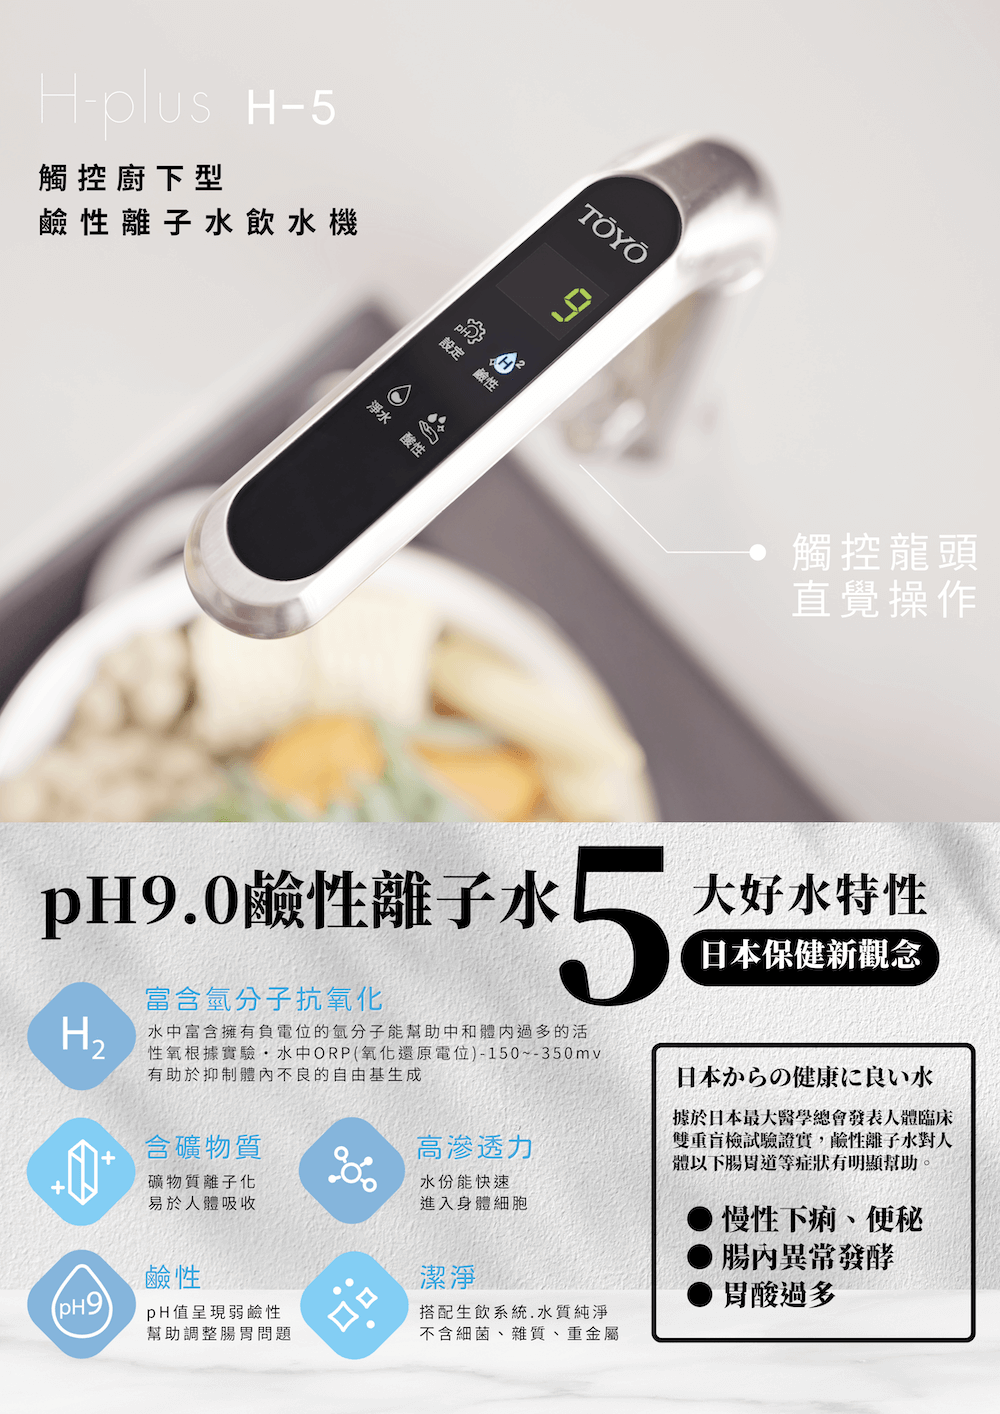 H-plus H-5
觸控廚下型
鹼性離子水飲水機
TŌYŌ
9
pH
設定
H2
鹼性
淨水
酸性
觸控龍頭
直覺操作
pH9.0鹼性離子水5大好水特性
日本保健新觀念
H2
富含氫分子抗氧化
水中富含擁有負電位的氫分子能幫助中和體內過多的活
性氧根據實驗，水中ORP(氧化還原電位)-150~-350mv
有助於抑制體內不良的自由基生成
含礦物質
礦物質離子化
易於人體吸收
高滲透力
水份能快速
進入身體細胞
pH9
鹼性
pH值呈現弱鹼性
幫助調整腸胃問題
潔淨
搭配生飲系統.水質純淨
不含細菌、雜質、重金屬
日本からの健康に良い水
據於日本最大醫學總會發表人體臨床
雙重盲檢試驗證實，鹼性離子水對人
體以下腸胃道等症狀有明顯幫助。
●慢性下痢、便秘
●腸內異常發酵
●胃酸過多